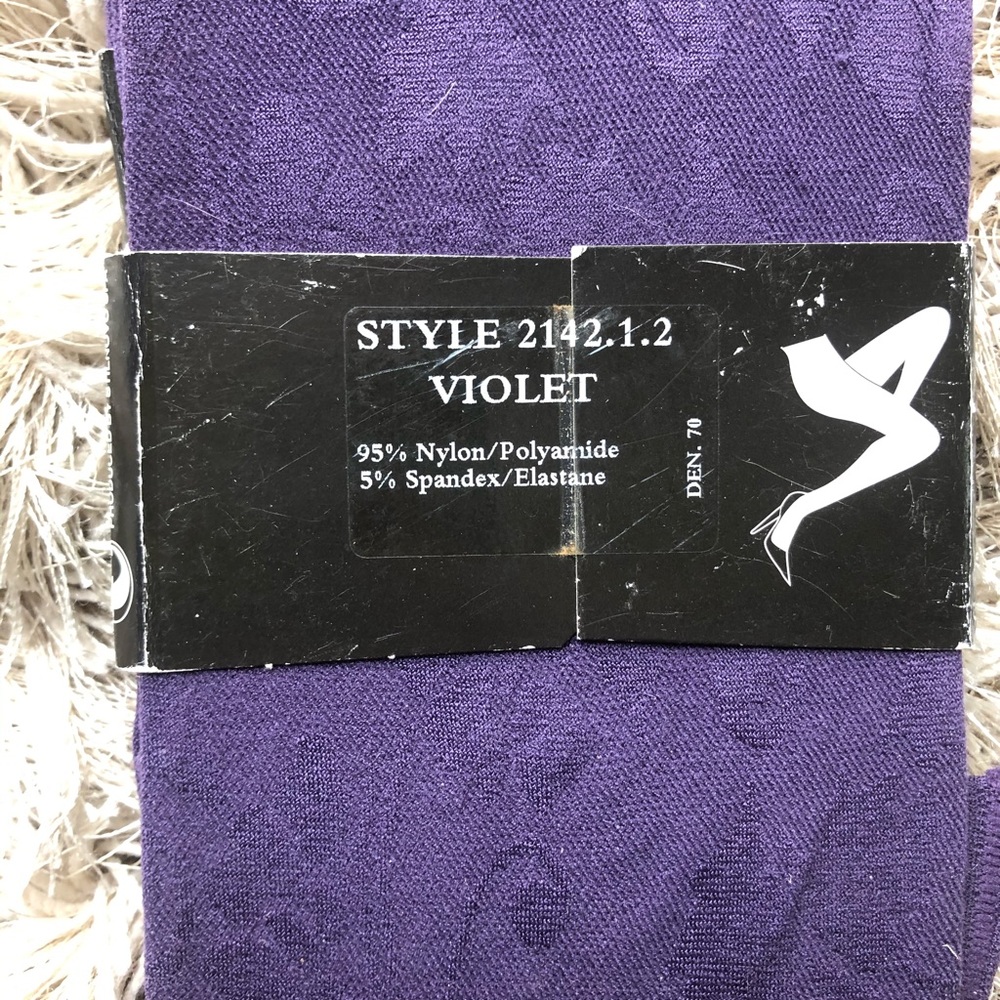 STYLE 2142.1.2
VIOLET
95% Nylon/Polyamide
5% Spandex/Elastane
DEN. 70